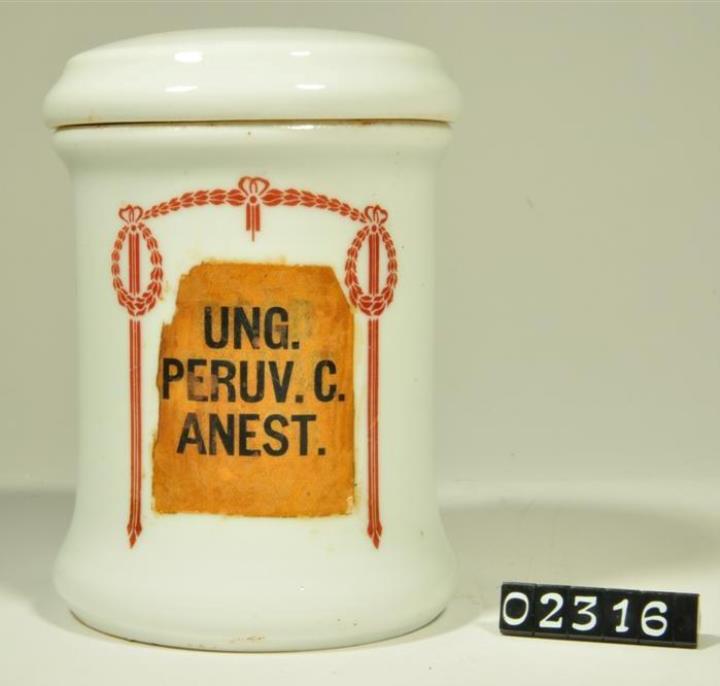 UNG.
PERUV. C.
ANEST.
02316